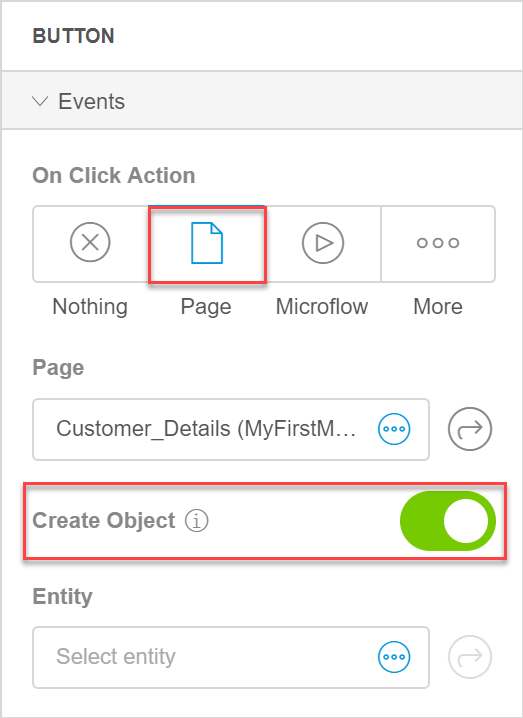 BUTTON
Events
On Click Action
Nothing Page Microflow More
Page
Customer_Details (MyFirstM...
Create Object
Entity
Select entity